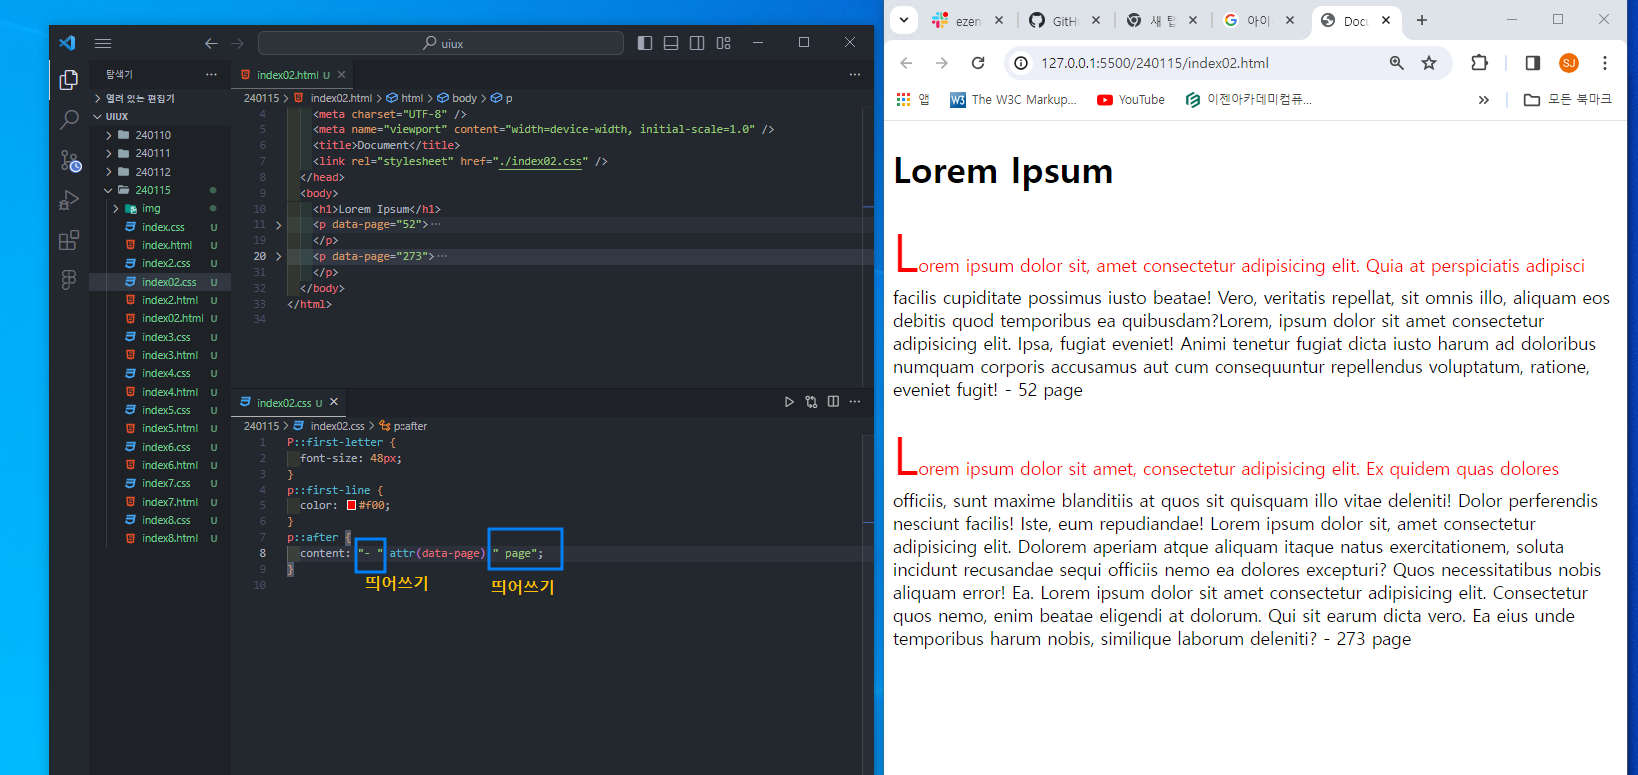 uiux
탐색기
열려 있는 편집기
UIUX
240110
240111
240112
240115
img
index.css U
index.html U
index2.css U
index02.css U
index2.html U
index02.html U
index3.css U
index3.html U
index4.css U
index4.html U
index5.css U
index5.html U
index6.css U
index6.html U
index7.css U
index7.html U
index8.css U
index8.html U
index02.html U
240115 > index02.html > html > body > p
4 <meta charset="UTF-8" />
5 <meta name="viewport" content="width=device-width, initial-scale=1.0" />
6 <title>Document</title>
7 <link rel="stylesheet" href="./index02.css" />
8 </head>
9 <body>
10 <h1>Lorem Ipsum</h1>
11 <p data-page="52">…
19 </p>
20 <p data-page="273">…
31 </p>
32 </body>
33 </html>
34
index02.css U
240115 > index02.css > p::after
1 P::first-letter {
2 font-size: 48px;
3 }
4 p::first-line {
5 color: #f00;
6 }
7 p::after {
8 content: "- " attr(data-page) " page";
9 }
10
띄어쓰기 띄어쓰기
ezen
GitHu
새 탭
아이
Docu
127.0.0.1:5500/240115/index02.html
SJ
앱
The W3C Markup...
YouTube
이젠아카데미컴퓨...
모든 북마크
Lorem Ipsum
Lorem ipsum dolor sit, amet consectetur adipisicing elit. Quia at perspiciatis adipisci
facilis cupiditate possimus iusto beatae! Vero, veritatis repellat, sit omnis illo, aliquam eos
debitis quod temporibus ea quibusdam?Lorem, ipsum dolor sit amet consectetur
adipisicing elit. Ipsa, fugiat eveniet! Animi tenetur fugiat dicta iusto harum ad doloribus
numquam corporis accusamus aut cum consequuntur repellendus voluptatum, ratione,
eveniet fugit! - 52 page
Lorem ipsum dolor sit amet, consectetur adipisicing elit. Ex quidem quas dolores
officiis, sunt maxime blanditiis at quos sit quisquam illo vitae deleniti! Dolor perferendis
nesciunt facilis! Iste, eum repudiandae! Lorem ipsum dolor sit, amet consectetur
adipisicing elit. Dolorem aperiam atque aliquam itaque natus exercitationem, soluta
incidunt recusandae sequi officiis nemo ea dolores excepturi? Quos necessitatibus nobis
aliquam error! Ea. Lorem ipsum dolor sit amet consectetur adipisicing elit. Consectetur
quos nemo, enim beatae eligendi at dolorum. Qui sit earum dicta vero. Ea eius unde
temporibus harum nobis, similique laborum deleniti? - 273 page